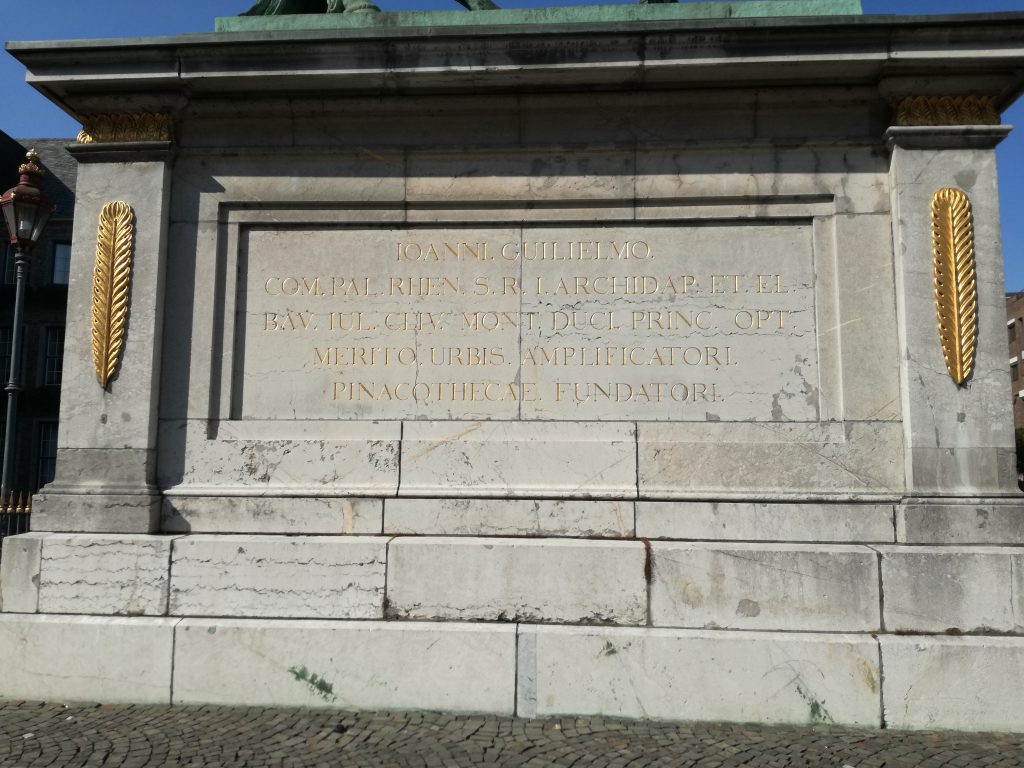 IOANNI. GUILIELMO.
COM. PAL. RHEN. S. R. I. ARCHIDAP. ET. EL.
BAV. IUL. CLIV. MONT. DUCI. PRINC. OPT.
MERITO. URBIS. AMPLIFICATORI.
PINACOTHECAE. FUNDATORI.